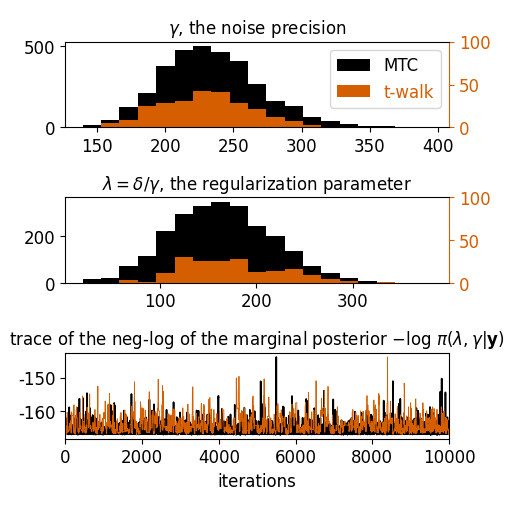 γ, the noise precision
500
0
100
50
0
MTC
t-walk
150 200 250 300 350 400
λ = δ/γ, the regularization parameter
200
0
100
50
0
100 200 300
trace of the neg-log of the marginal posterior −log π(λ, γ|y)
-150
-160
0 2000 4000 6000 8000 10000
iterations